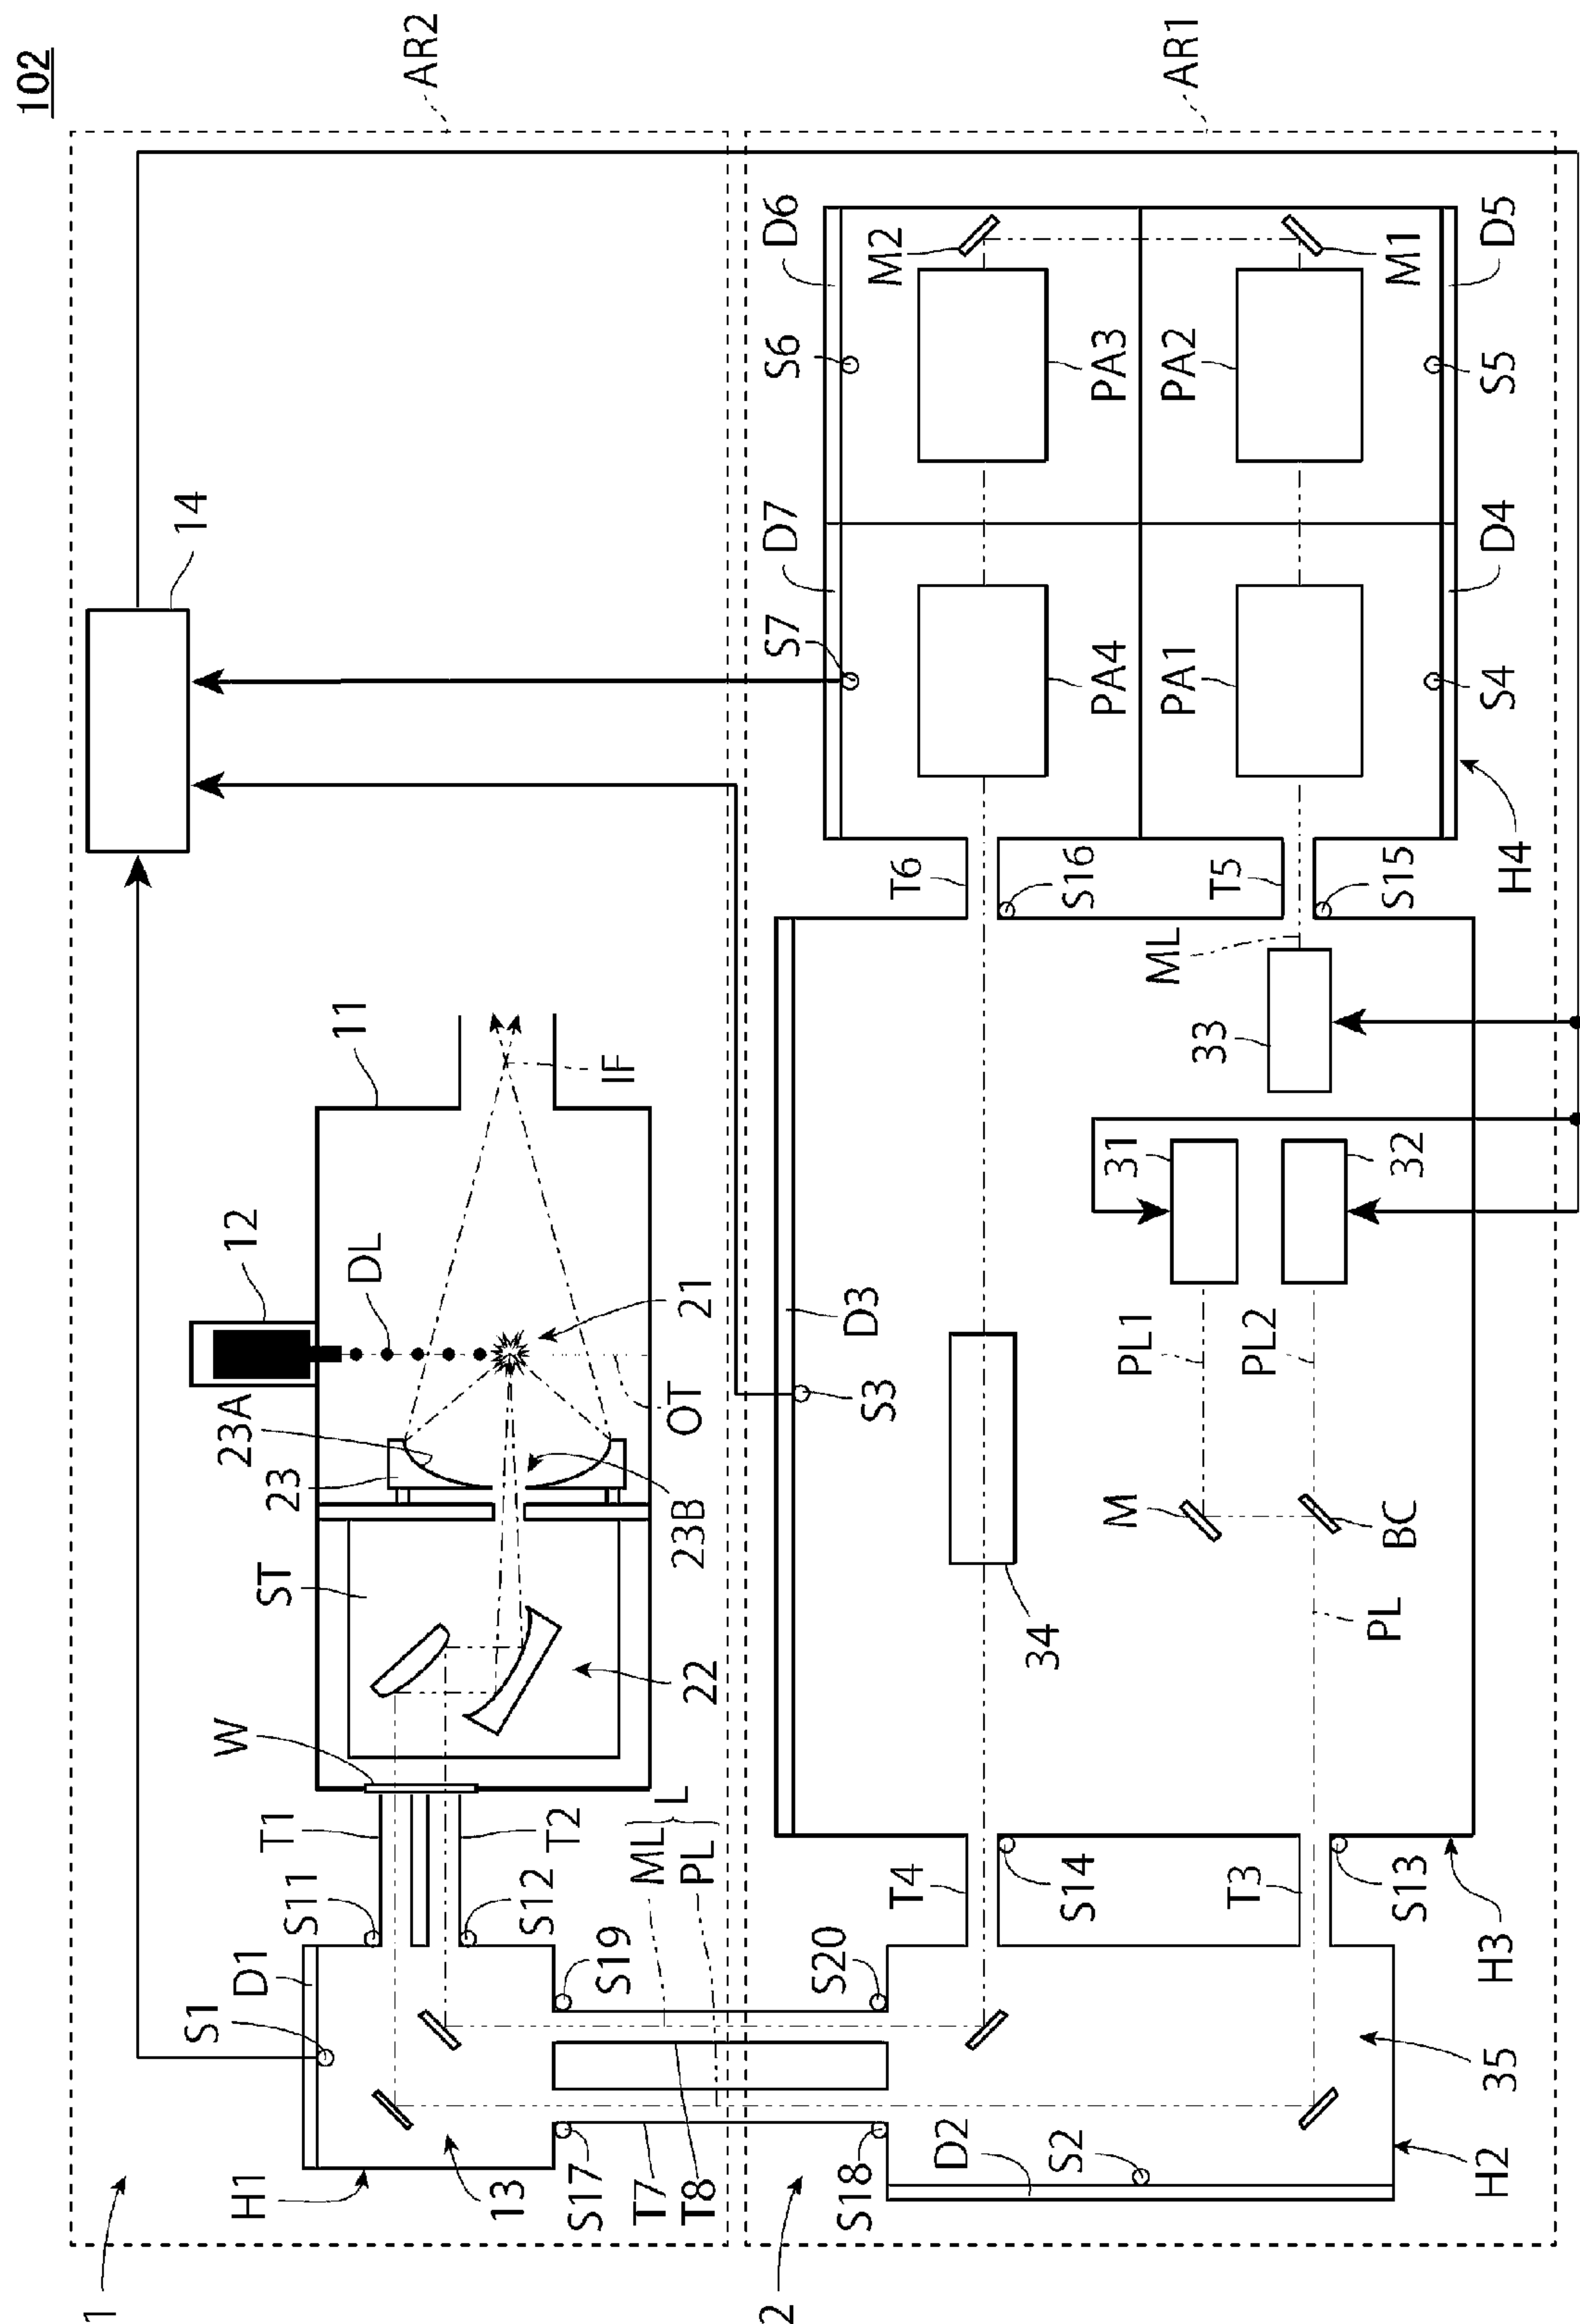 102
AR2
AR1
14
D6
M2
M1
D5
S6
PA3
PA2
S5
D7
D4
S7
PA4
PA1
S4
T6
S16
T5
S15
H4
ML
11
IF
33
12
DL
21
31
32
D3
PL1
PL2
23A
OT
S3
23
23B
M
BC
ST
34
PL
22
W
T1
T2
L
ML
PL
S11
S12
T4
S14
T3
S13
D1
S19
S20
H3
S1
35
H1
13
S17
T7
T8
S18
D2
S2
H2
1
2